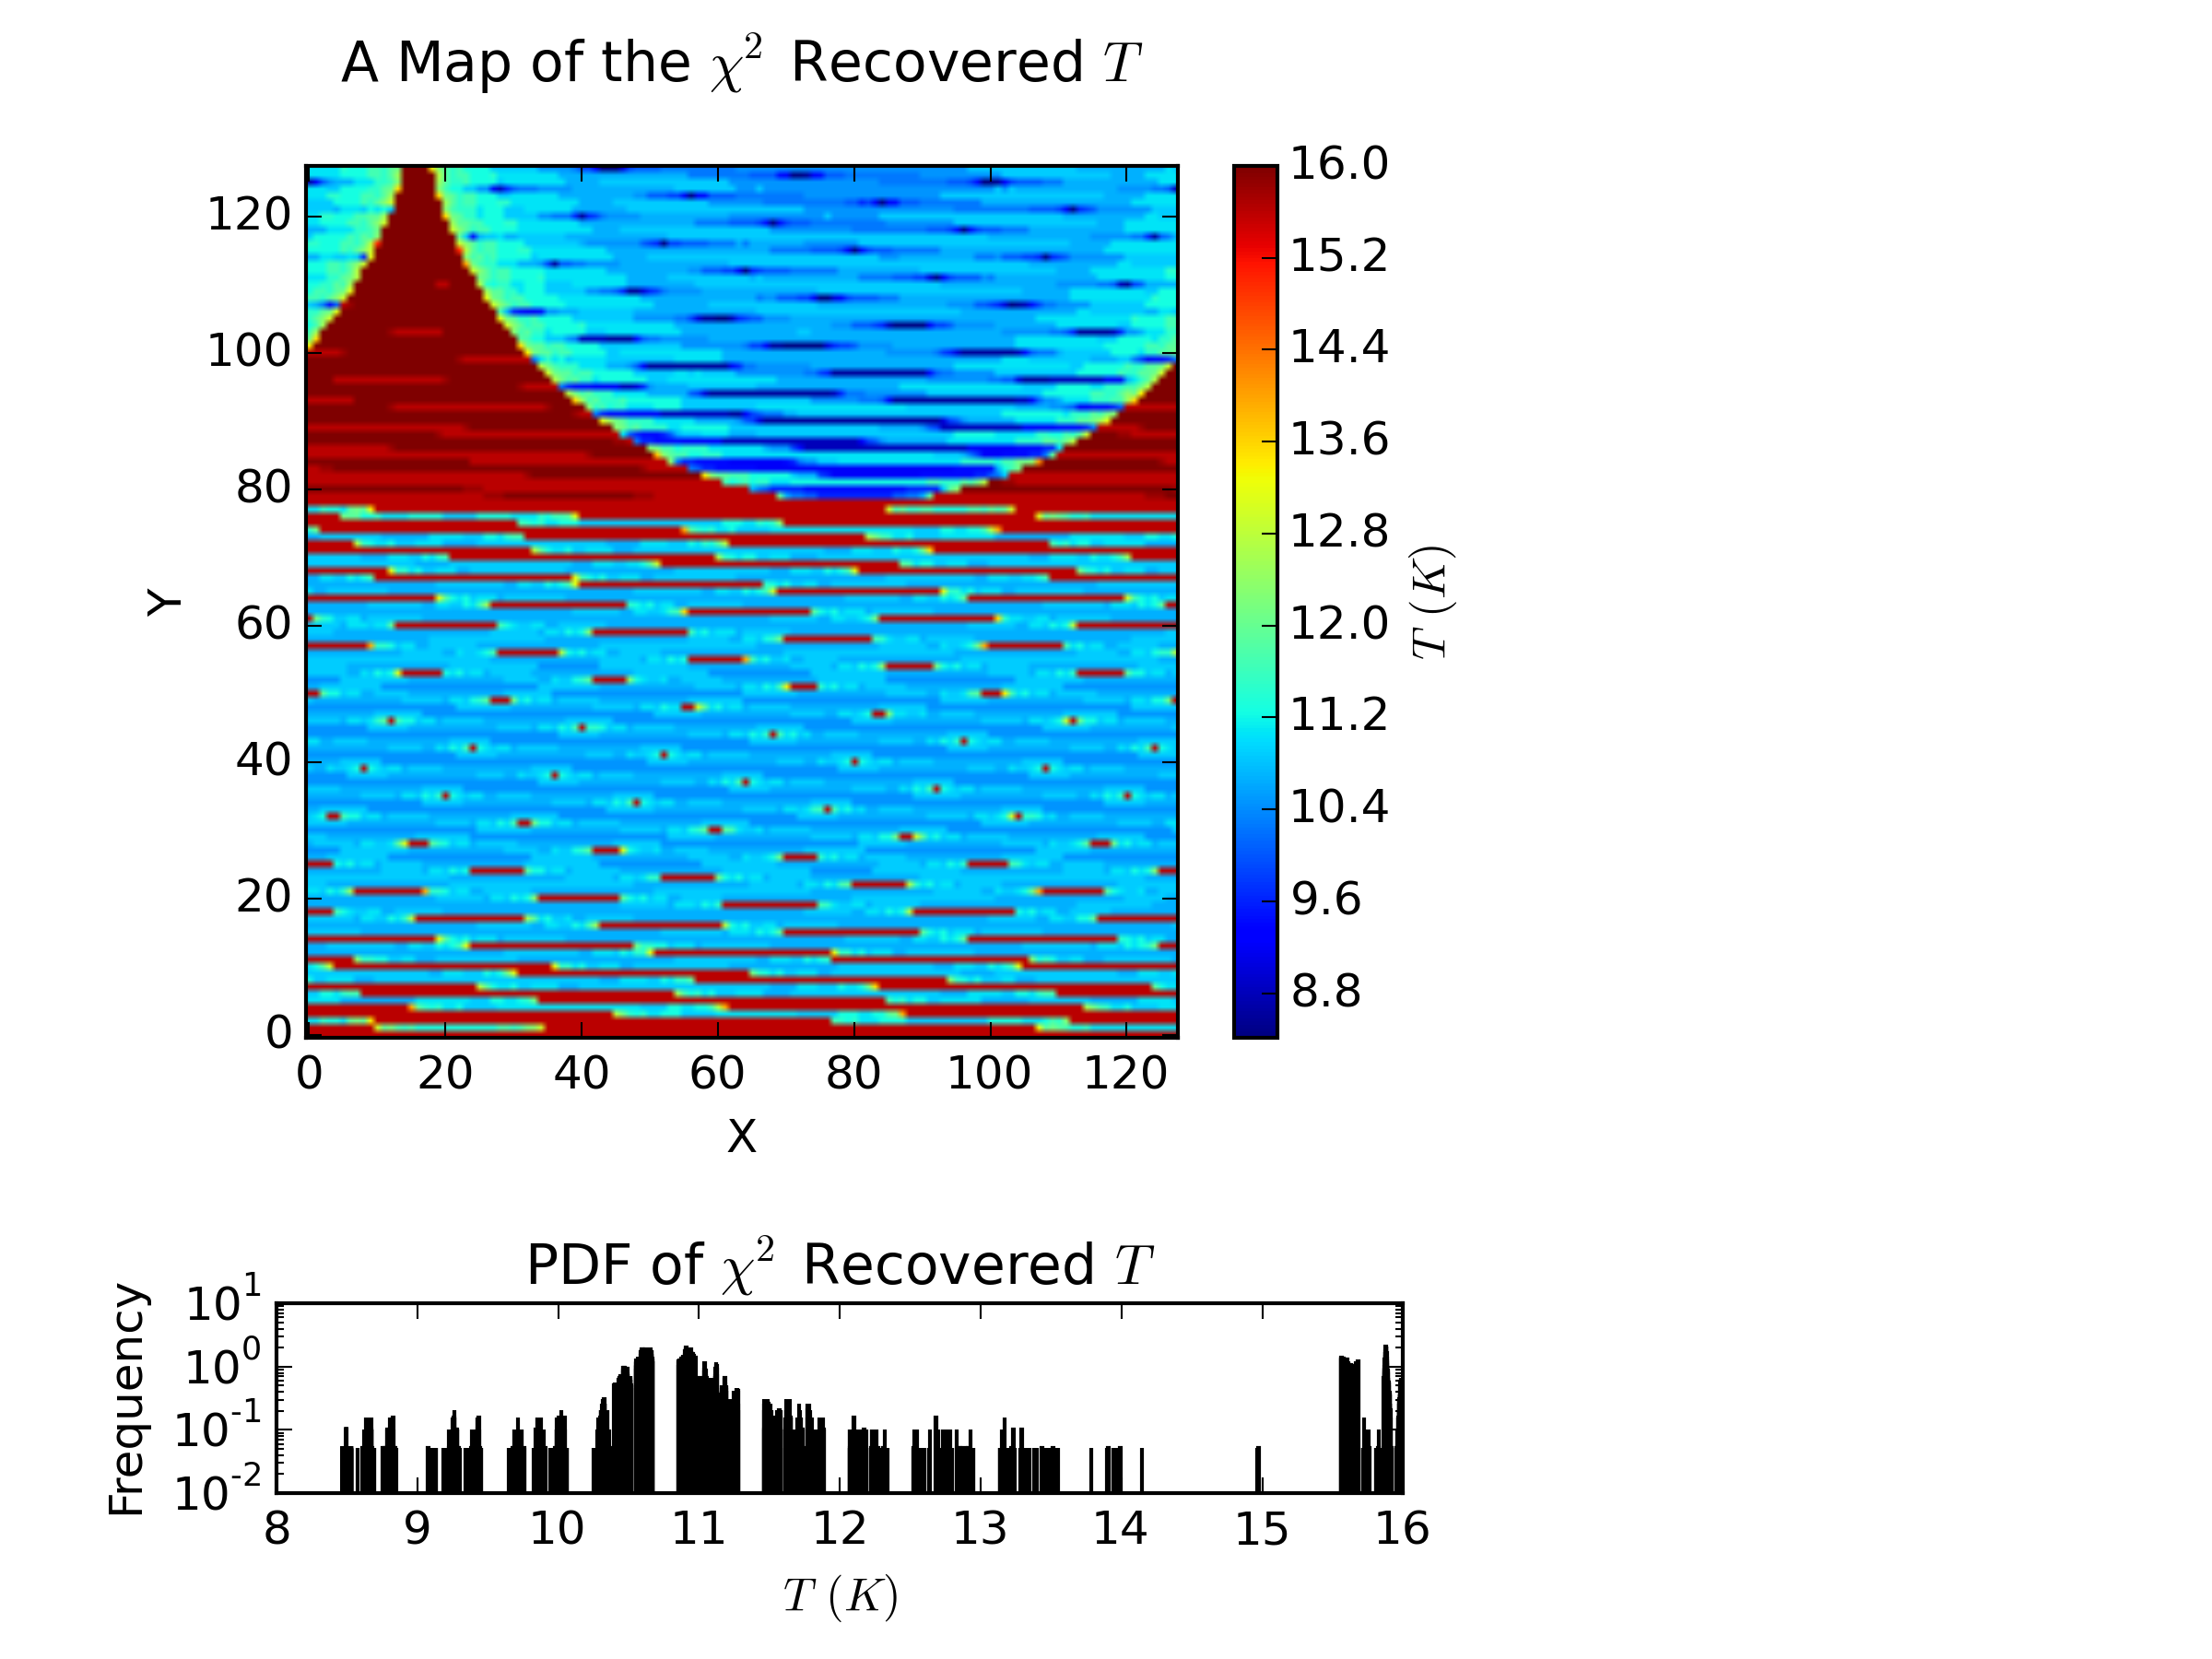 A Map of the χ² Recovered T
120
100
80
60
40
20
0
Y
0 20 40 60 80 100 120
X
16.0
15.2
14.4
13.6
12.8
12.0
11.2
10.4
9.6
8.8
T (K)
PDF of χ² Recovered T
Frequency
10¹
10⁰
10⁻¹
10⁻²
8 9 10 11 12 13 14 15 16
T (K)